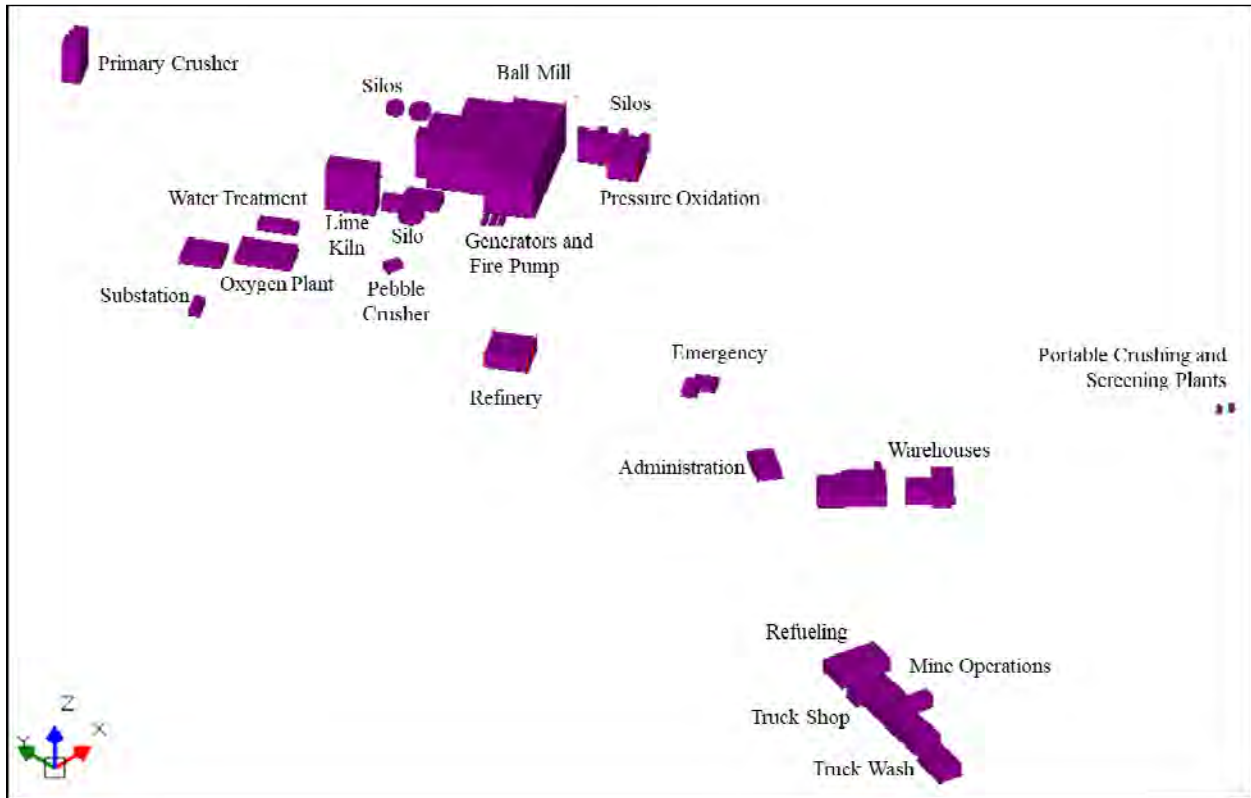 Primary Crusher
Ball Mill
Silos
Silos
Pressure Oxidation
Water Treatment
Lime
Kiln
Silo
Generators and
Fire Pump
Oxygen Plant
Pebble
Crusher
Substation
Refinery
Emergency
Portable Crushing and
Screening Plants
Administration
Warehouses
Refueling
Mine Operations
Truck Shop
Truck Wash
Z
X
Y